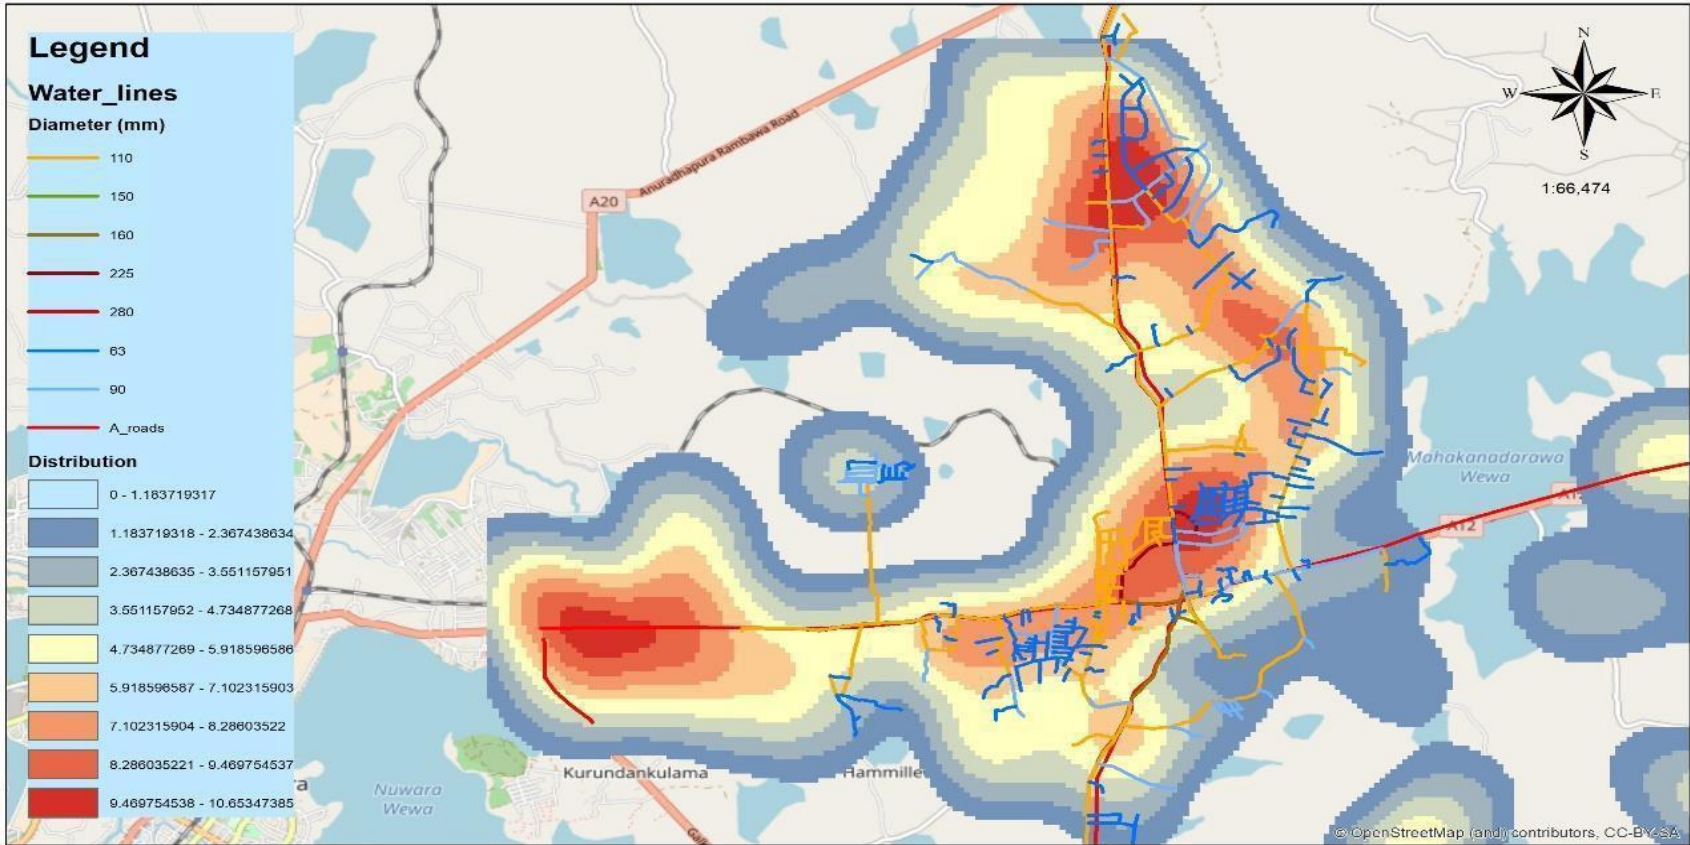 Legend
Water_lines
Diameter (mm)
110
150
160
225
280
63
90
A_roads
Distribution
0 - 1.183719317
1.183719318 - 2.367438634
2.367438635 - 3.551157951
3.551157952 - 4.734877268
4.734877269 - 5.918596586
5.918596587 - 7.102315903
7.102315904 - 8.28603522
8.286035221 - 9.469754537
9.469754538 - 10.65347385
A20
Anuradhapura Rambawa Road
N
W
E
S
1:66,474
Mahakanadarawa
Wewa
A12
Kurundankulama
Hammille
Nuwara
Wewa
© OpenStreetMap (and) contributors, CC-BY-SA